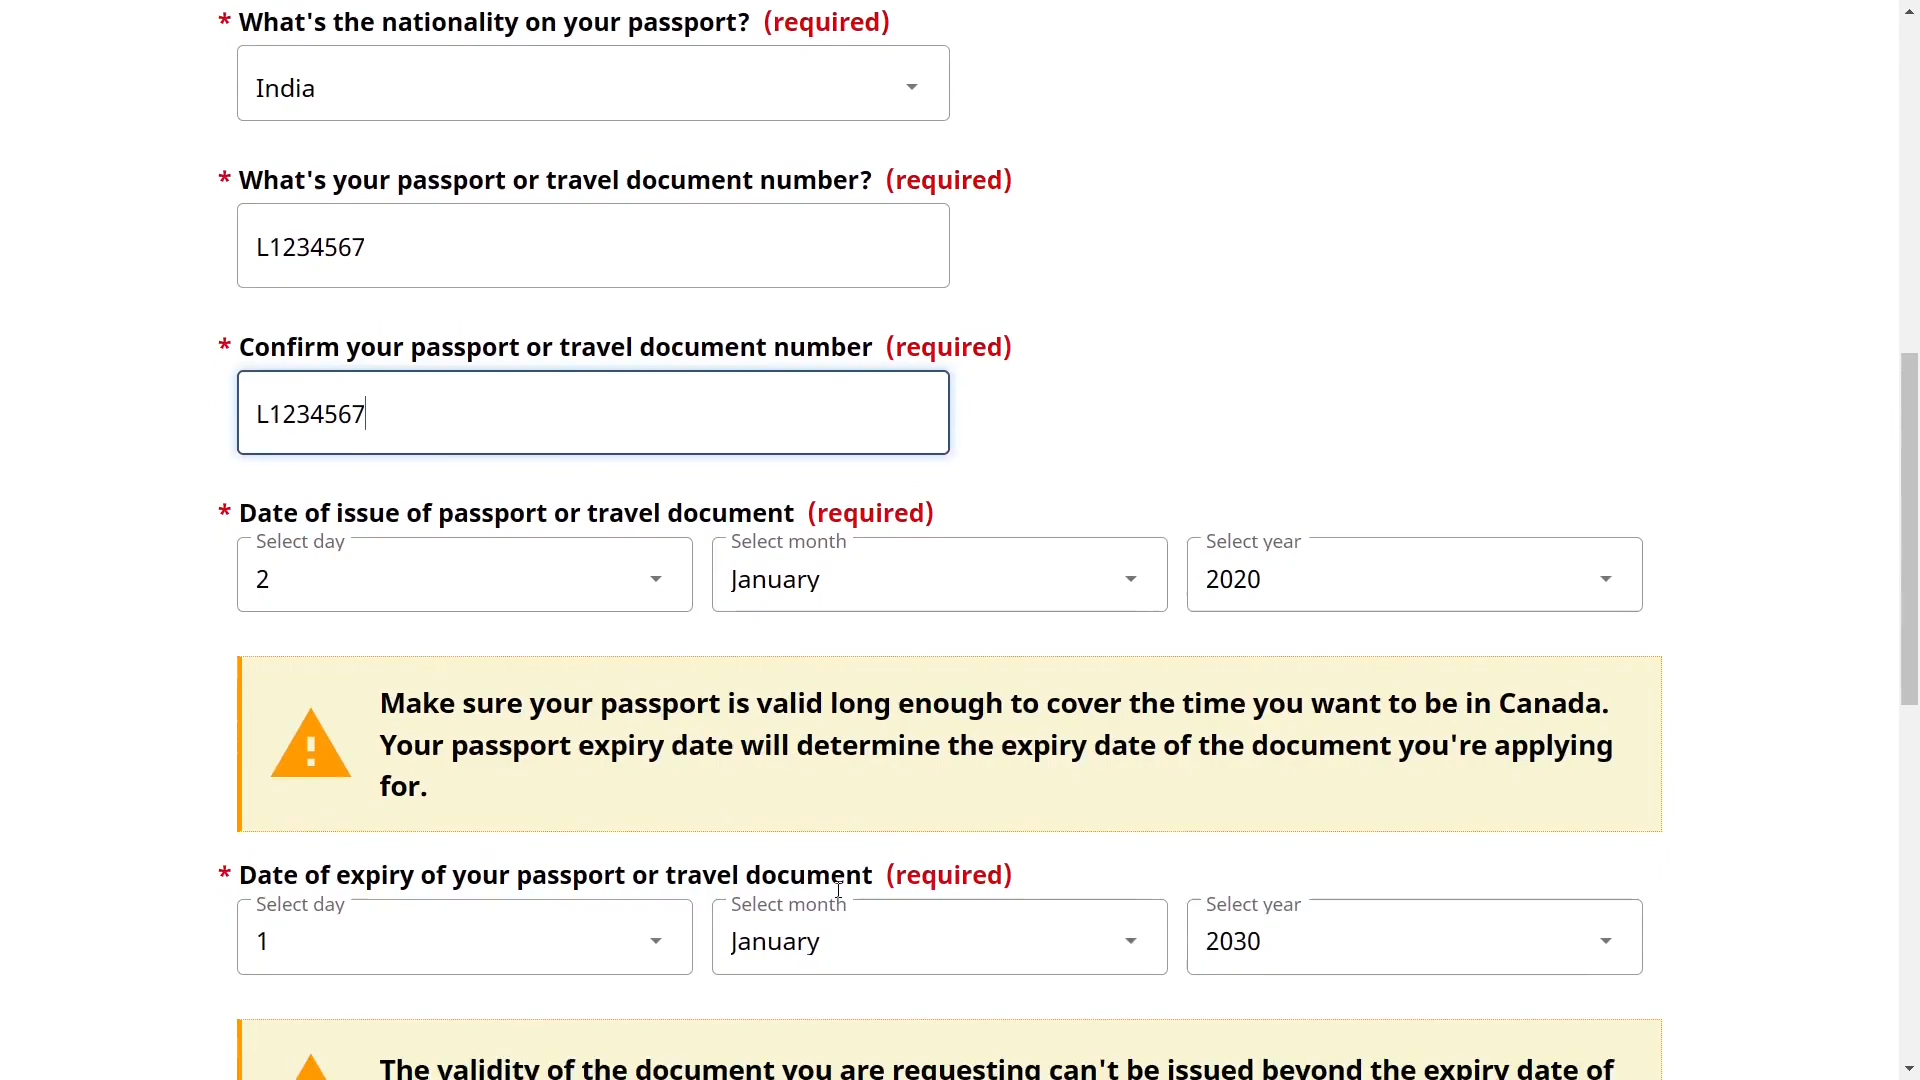 * What's the nationality on your passport? (required)
India
* What's your passport or travel document number? (required)
L1234567
* Confirm your passport or travel document number (required)
L1234567
* Date of issue of passport or travel document (required)
Select day Select month Select year
2 January 2020
Make sure your passport is valid long enough to cover the time you want to be in Canada.
Your passport expiry date will determine the expiry date of the document you're applying
for.
* Date of expiry of your passport or travel document (required)
Select day Select month Select year
1 January 2030
The validity of the document you are requesting can't be issued beyond the expiry date of